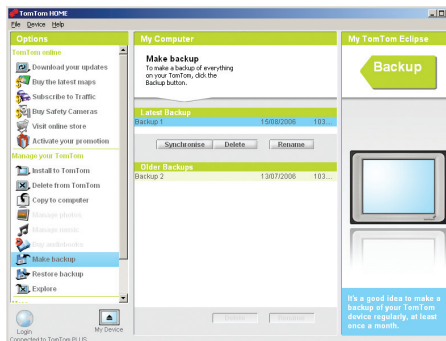 TomTom HOME
File Device Help
Options
TomTom online
Download your updates
Buy the latest maps
Subscribe to Traffic
Buy Safety Cameras
Visit online store
Activate your promotion
Manage your TomTom
Install to TomTom
Delete from TomTom
Copy to computer
Manage photos
Manage music
Buy audiobooks
Make backup
Restore backup
Explore
Login
My Device
Connected to TomTom PLUS
My Computer
Make backup
To make a backup of everything
on your TomTom, click the
Backup button.
Latest Backup
Backup 1 15/08/2006 103...
Synchronise Delete Rename
Older Backups
Backup 2 13/07/2006 103...
Delete Rename
My TomTom Eclipse
Backup
It's a good idea to make a
backup of your TomTom
device regularly, at least
once a month.